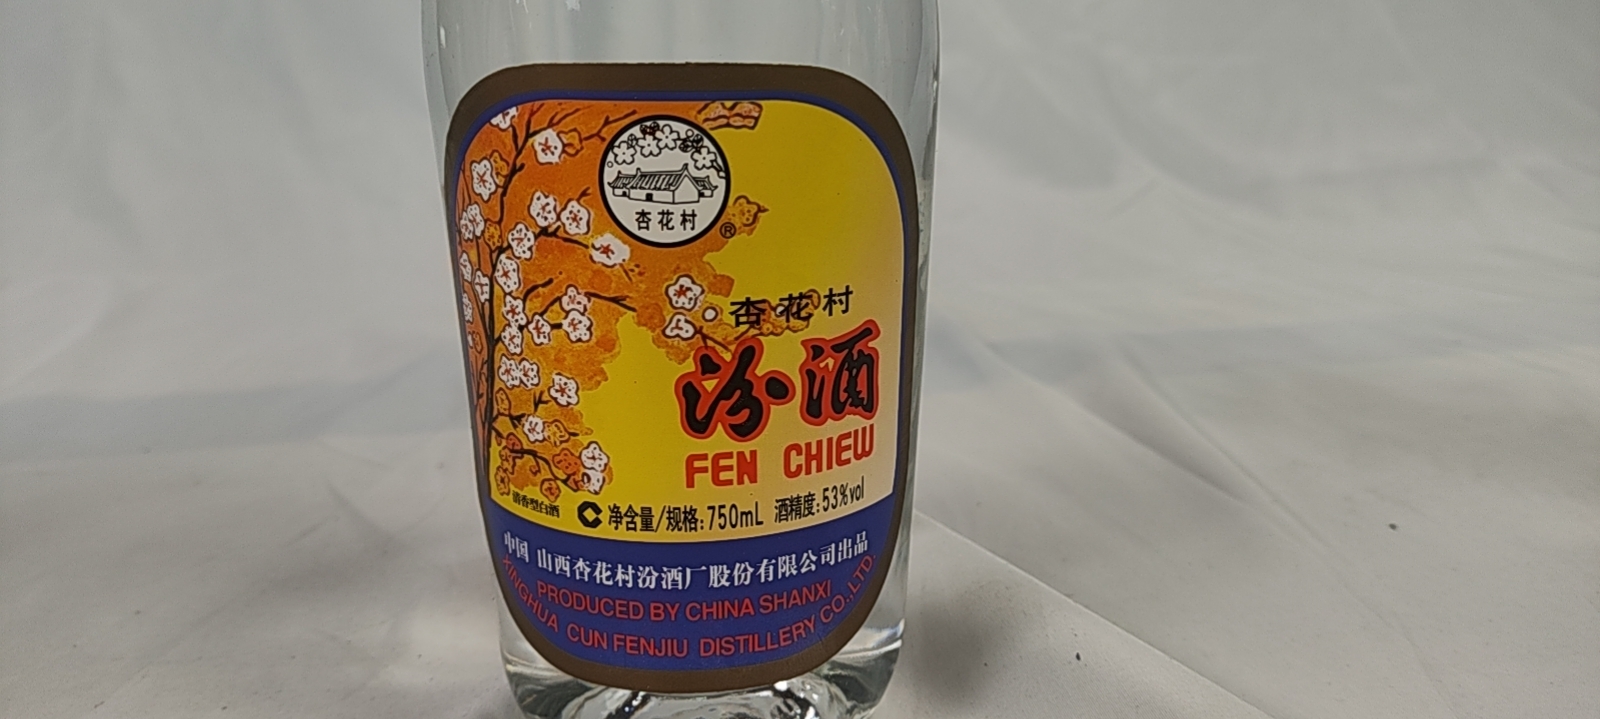 杏花村
®
杏花村
汾酒
FEN CHIEW
清香型白酒
净含量/规格:750mL 酒精度:53%vol
中国 山西杏花村汾酒厂股份有限公司出品
PRODUCED BY CHINA SHANXI
XINGHUA CUN FENJIU DISTILLERY CO.,LTD.